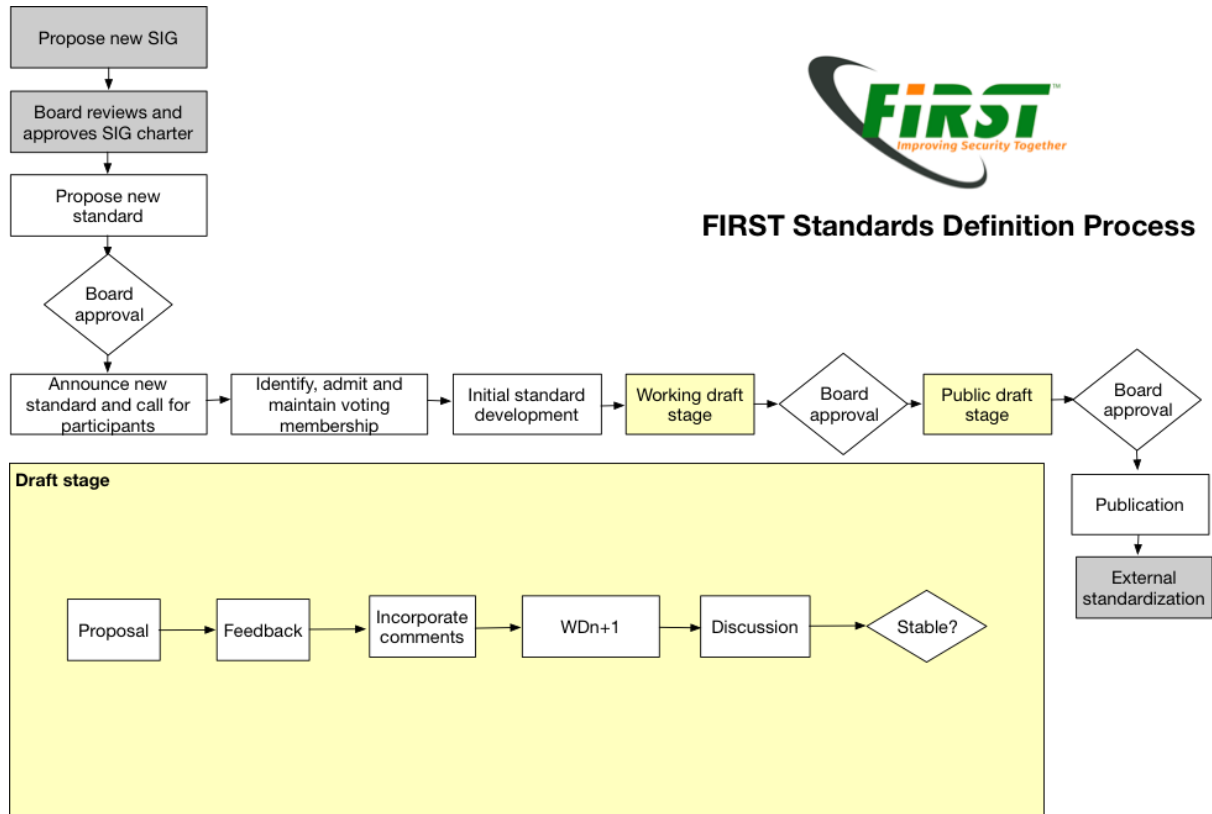 Propose new SIG
Board reviews and
approves SIG charter
Propose new
standard
Board
approval
FiRST™
Improving Security Together
FIRST Standards Definition Process
Announce new
standard and call for
participants
Identify, admit and
maintain voting
membership
Initial standard
development
Working draft
stage
Board
approval
Public draft
stage
Board
approval
Publication
External
standardization
Draft stage
Proposal
Feedback
Incorporate
comments
WDn+1
Discussion
Stable?